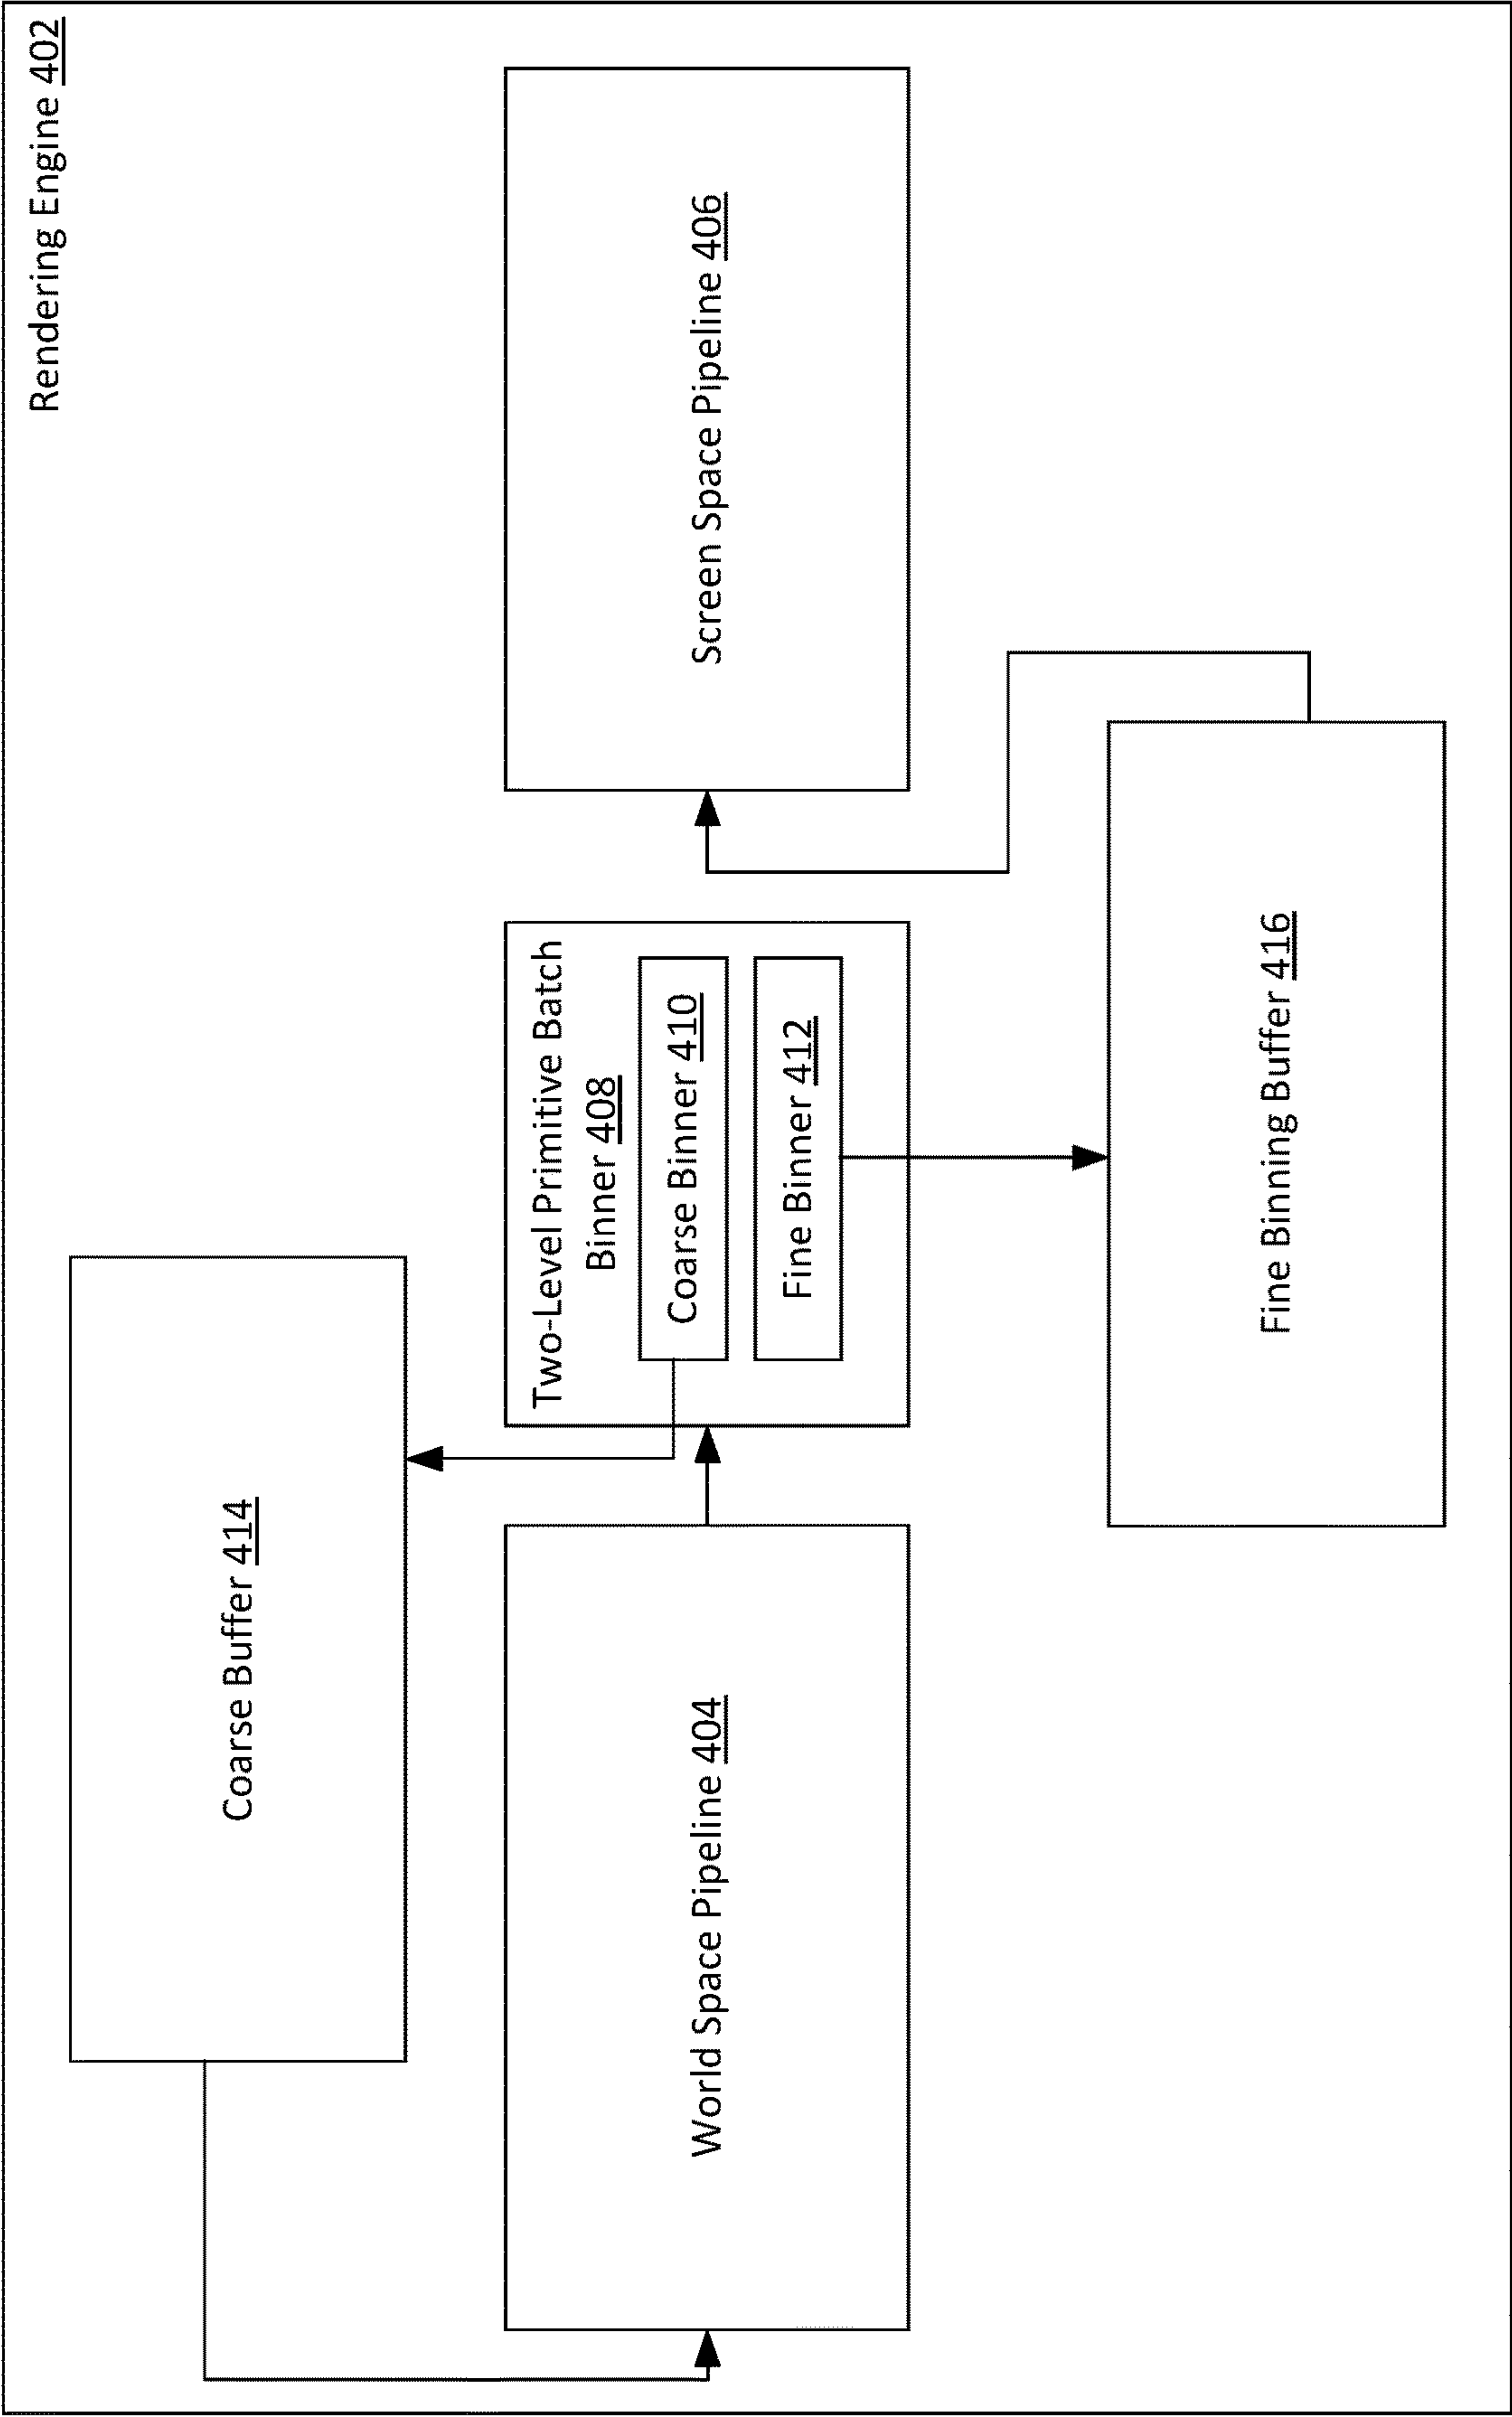 Rendering Engine 402
Coarse Buffer 414
World Space Pipeline 404
Two-Level Primitive Batch
Binner 408
Coarse Binner 410
Fine Binner 412
Screen Space Pipeline 406
Fine Binning Buffer 416